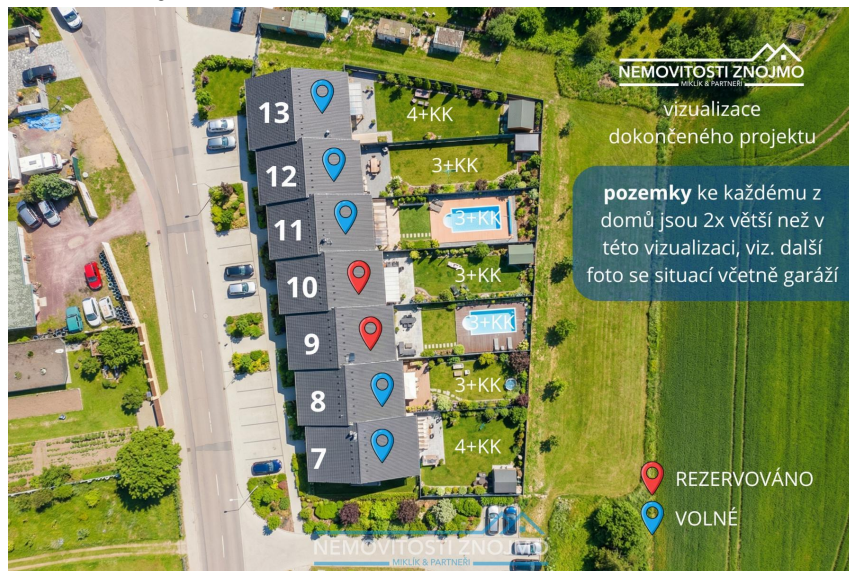 NEMOVITOSTI ZNOJMO
MIKLÍK & PARTNEŘI
vizualizace
dokončeného projektu
pozemky ke každému z
domů jsou 2x větší než v
této vizualizaci, viz. další
foto se situací včetně garáží
13
4+KK
12
3+KK
11
3+KK
10
3+KK
9
3+KK
8
3+KK
7
4+KK
REZERVOVÁNO
VOLNÉ
NEMOVITOSTI ZNOJMO
MIKLÍK & PARTNEŘI